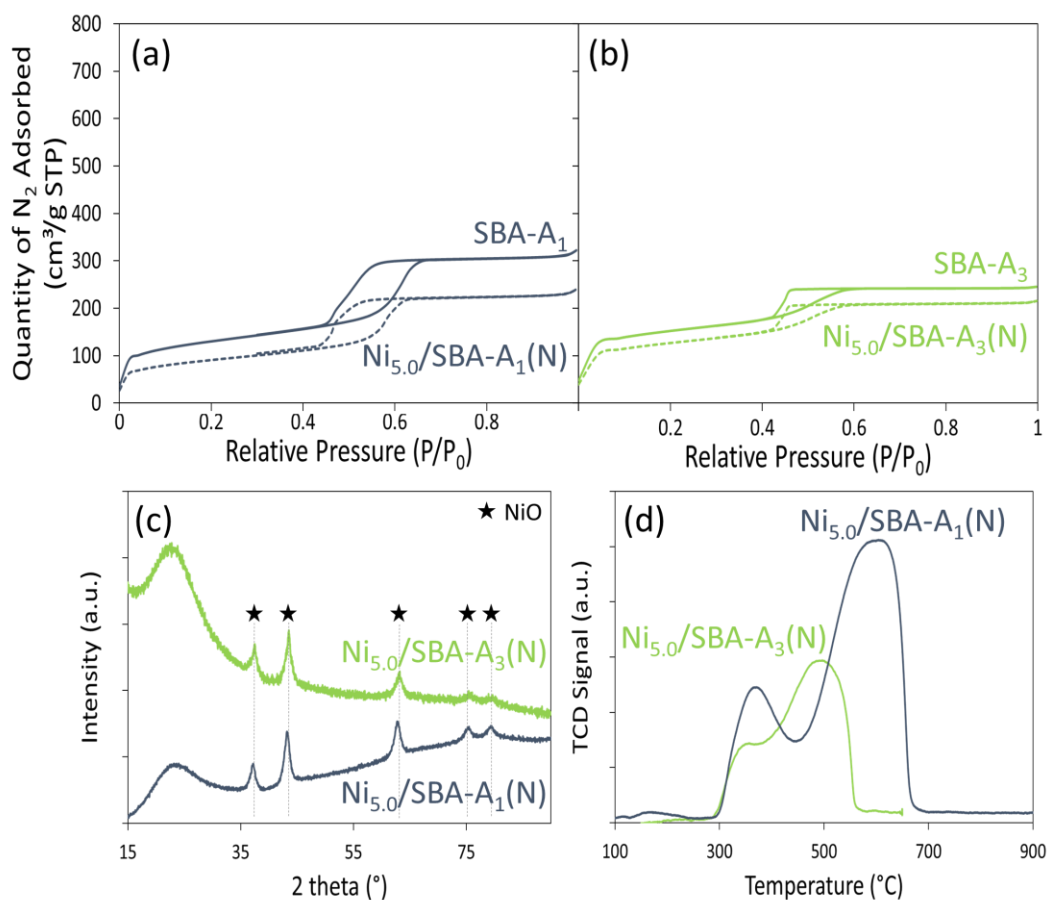 Quantity of N₂ Adsorbed
(cm³/g STP)
800
700
600
500
400
300
200
100
0
(a)
SBA-A₁
Ni₅.₀/SBA-A₁(N)
0
0.2
0.4
0.6
0.8
Relative Pressure (P/P₀)
(b)
SBA-A₃
Ni₅.₀/SBA-A₃(N)
0.2
0.4
0.6
0.8
1
Relative Pressure (P/P₀)
(c)
★ NiO
Ni₅.₀/SBA-A₃(N)
Ni₅.₀/SBA-A₁(N)
Intensity (a.u.)
15
35
55
75
2 theta (°)
(d)
Ni₅.₀/SBA-A₁(N)
Ni₅.₀/SBA-A₃(N)
TCD Signal (a.u.)
100
300
500
700
900
Temperature (°C)